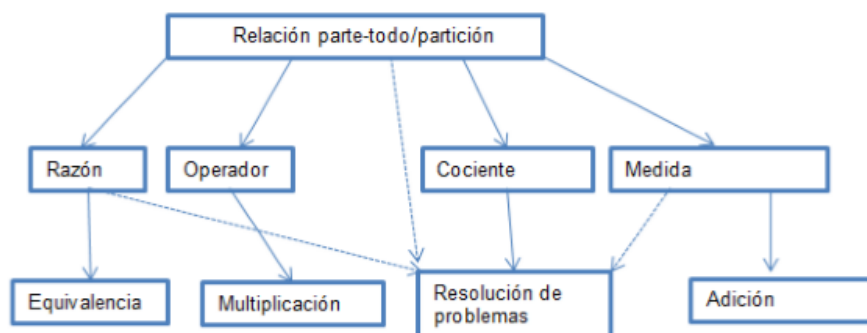 Relación parte-todo/partición
Razón
Operador
Cociente
Medida
Equivalencia
Multiplicación
Resolución de
problemas
Adición